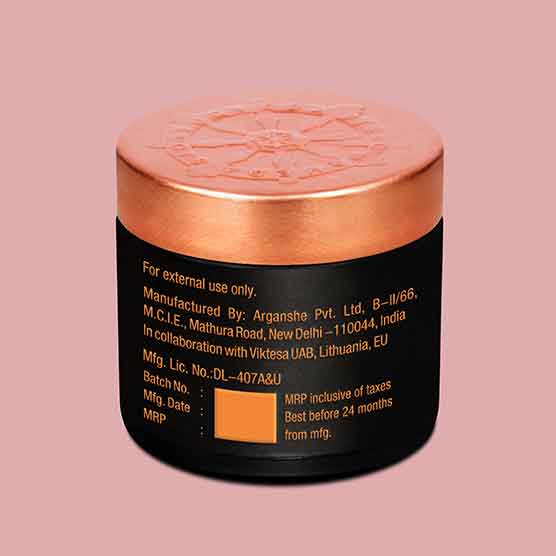 For external use only.
Manufactured By: Arganshe Pvt. Ltd, B-II/66,
M.C.I.E., Mathura Road, New Delhi -110044, India
In collaboration with Viktesa UAB, Lithuania, EU
Mfg. Lic. No.:DL-407A&U
Batch No. :
Mfg. Date :
MRP :
MRP inclusive of taxes
Best before 24 months
from mfg.